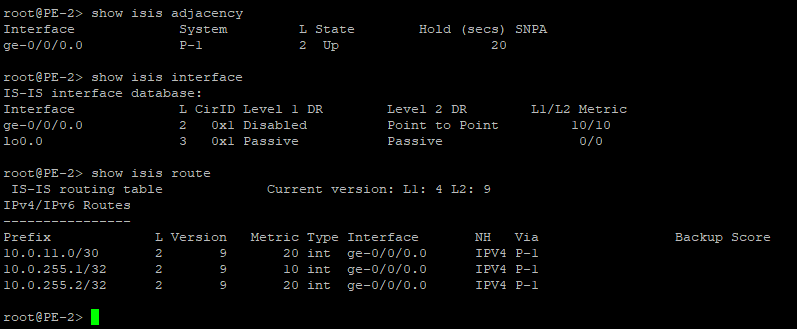 root@PE-2> show isis adjacency
Interface             System         L State        Hold (secs) SNPA
ge-0/0/0.0            P-1            2  Up                    20
root@PE-2> show isis interface
IS-IS interface database:
Interface             L CirID Level 1 DR        Level 2 DR        L1/L2 Metric
ge-0/0/0.0            2   0x1 Disabled          Point to Point         10/10
lo0.0                 3   0x1 Passive           Passive                 0/0
root@PE-2> show isis route
 IS-IS routing table             Current version: L1: 4 L2: 9
IPv4/IPv6 Routes
----------------
Prefix             L Version   Metric Type Interface       NH   Via                 Backup Score
10.0.11.0/30       2       9       20 int  ge-0/0/0.0      IPV4 P-1
10.0.255.1/32      2       9       10 int  ge-0/0/0.0      IPV4 P-1
10.0.255.2/32      2       9       20 int  ge-0/0/0.0      IPV4 P-1
root@PE-2>